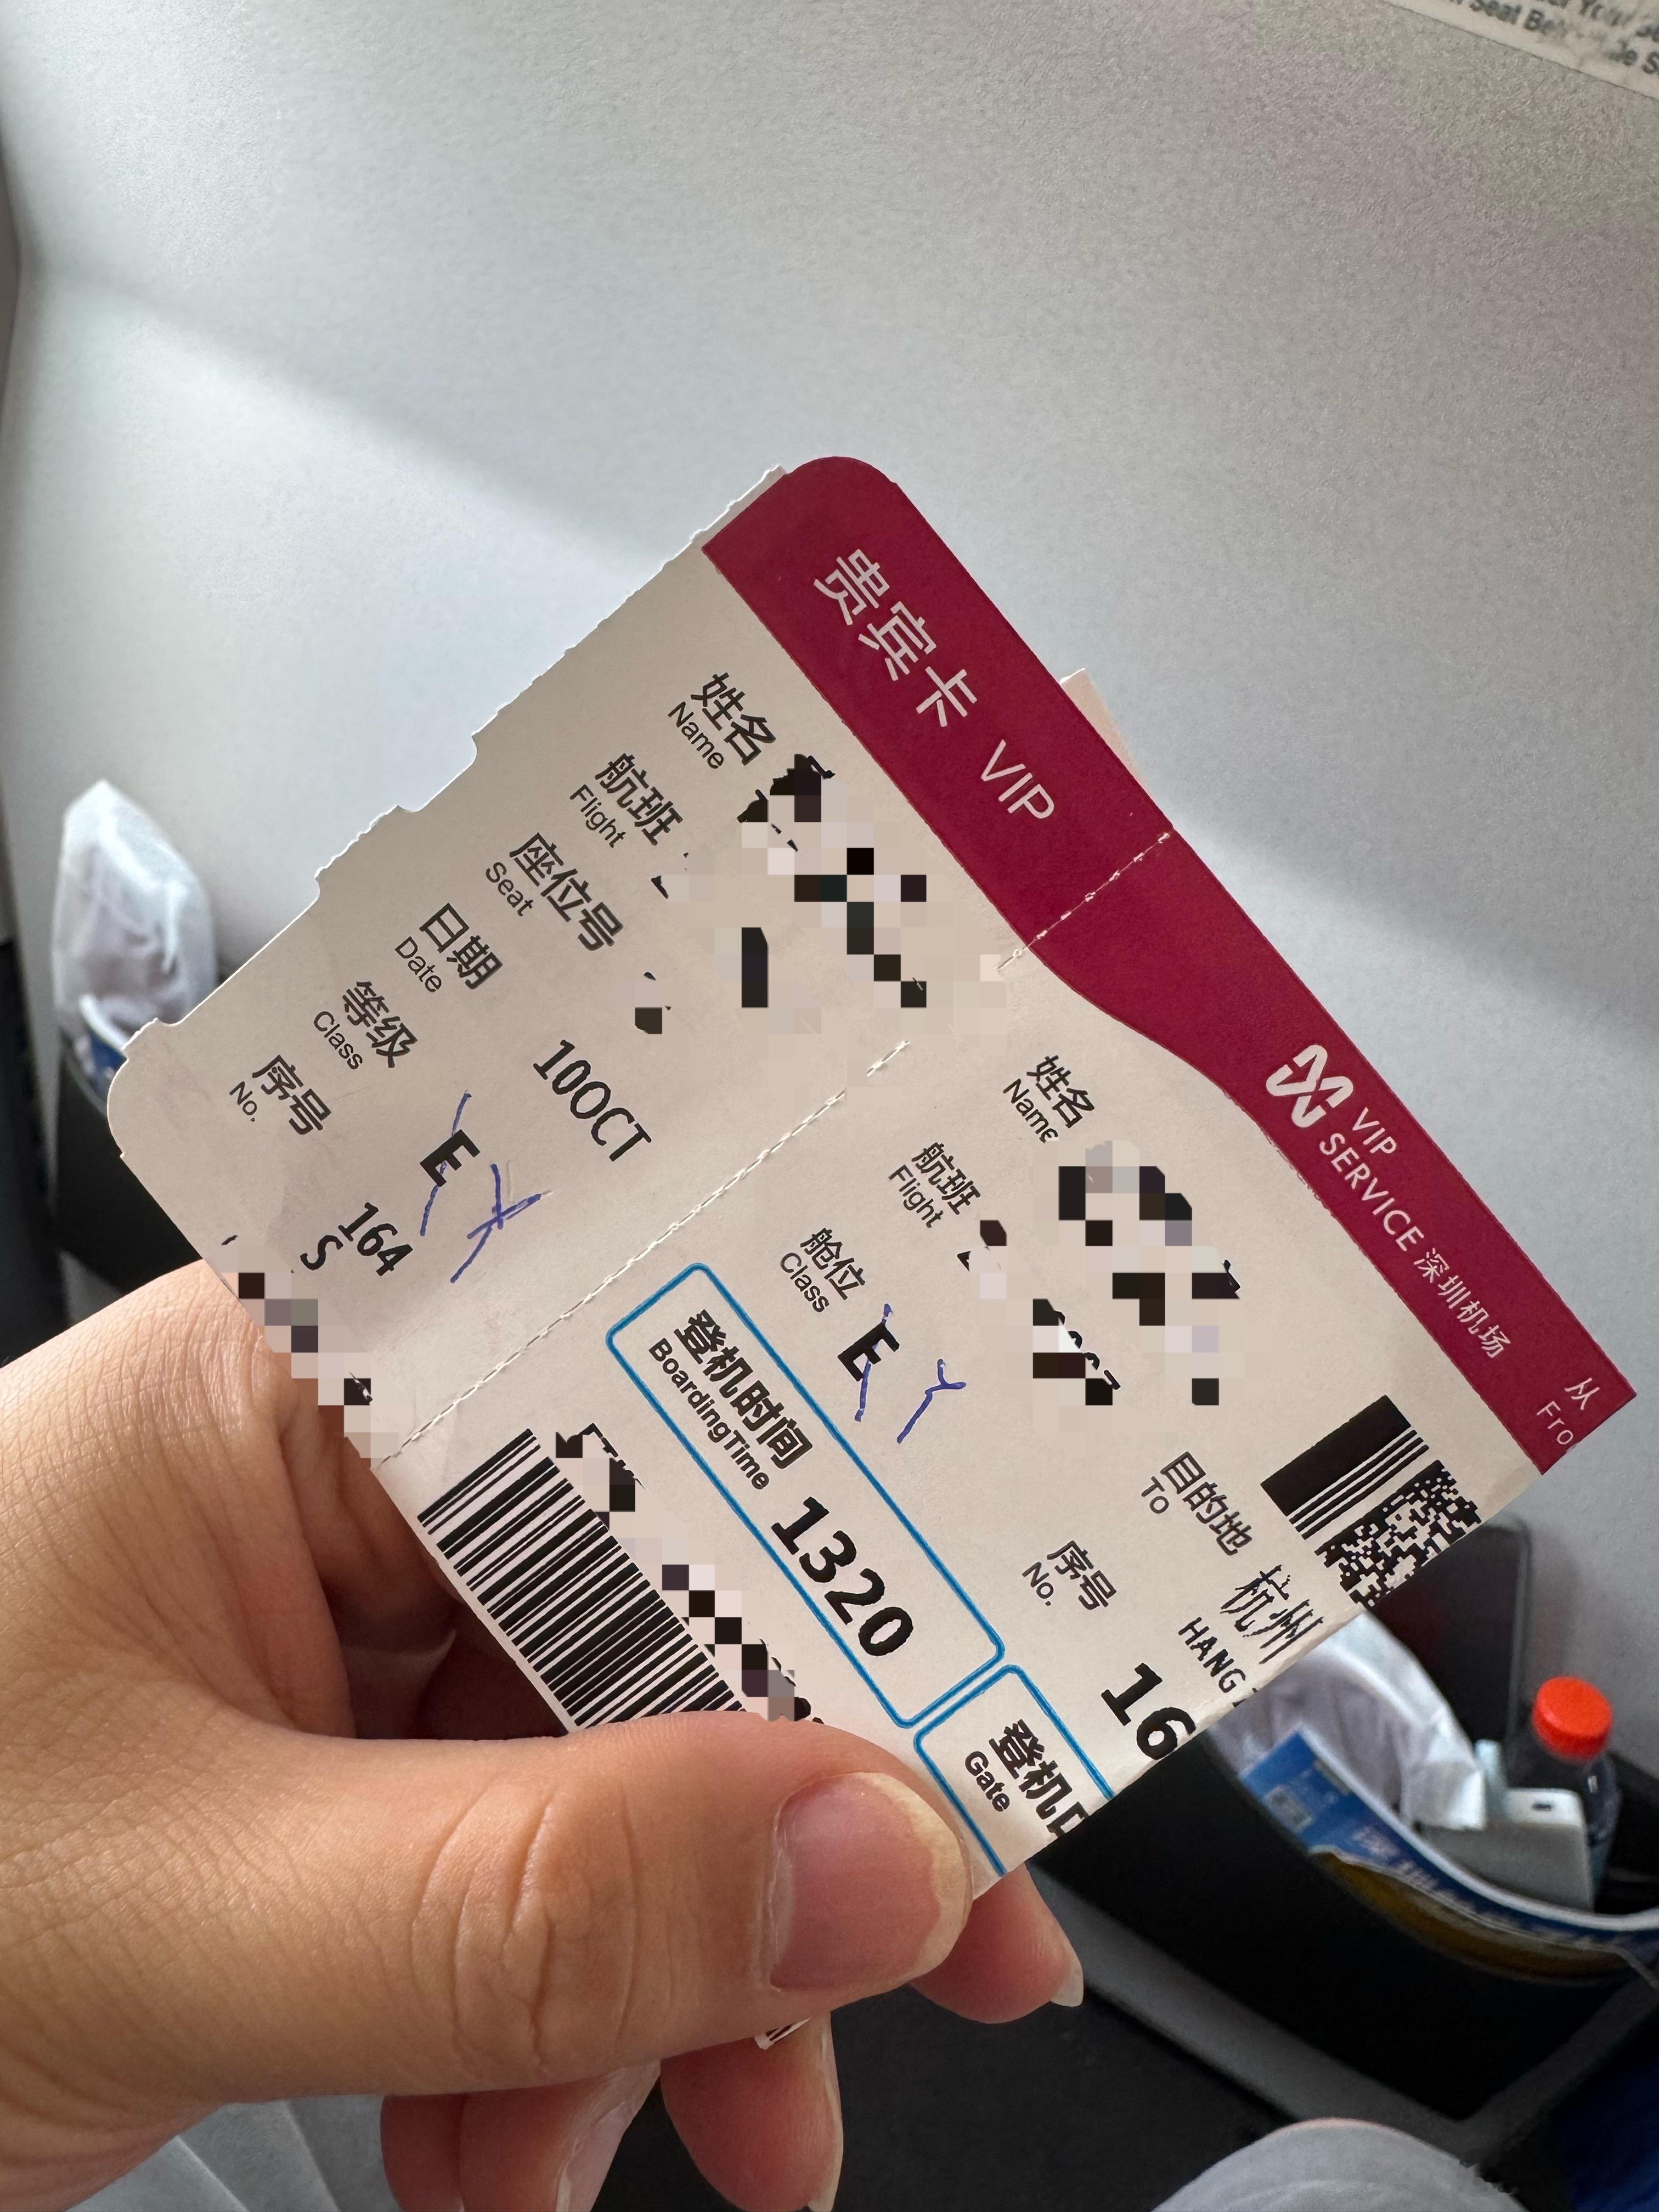 贵宾卡 VIP
VIP
SERVICE 深圳机场
从
姓名
Name
航班
Flight
座位号
Seat
日期 10OCT
Date
等级 E
Class
序号 164
No. S
姓名
Name
航班
Flight
舱位 E Y
Class
目的地 杭州
To HANG
序号 16
No.
登机时间 1320
BoardingTime
登机
Gate